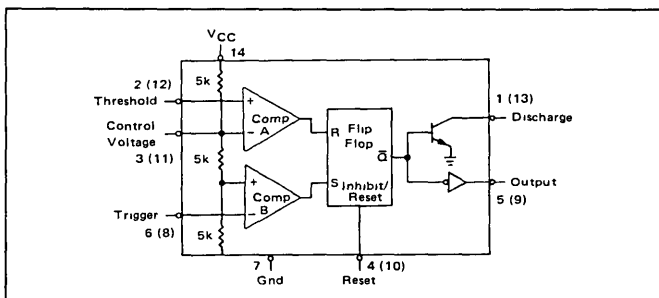 VCC
14
5k
2 (12)
Threshold
+
Comp
A
−
Control
Voltage
3 (11)
5k
R
Flip
Flop
Q̅
S
Inhibit/
Reset
1 (13)
Discharge
Output
5 (9)
+
Comp
B
−
Trigger
6 (8)
5k
7
Gnd
4 (10)
Reset